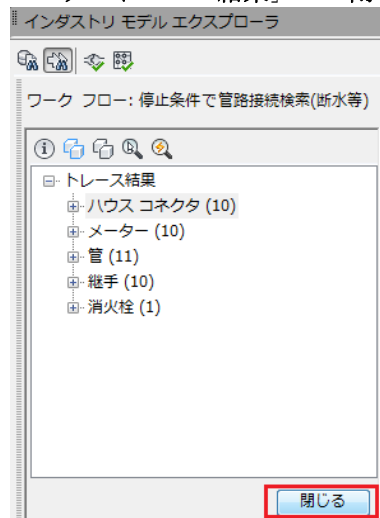 インダストリ モデル エクスプローラ
ワーク フロー: 停止条件で管路接続検索(断水等)
トレース結果
ハウス コネクタ (10)
メーター (10)
管 (11)
継手 (10)
消火栓 (1)
閉じる